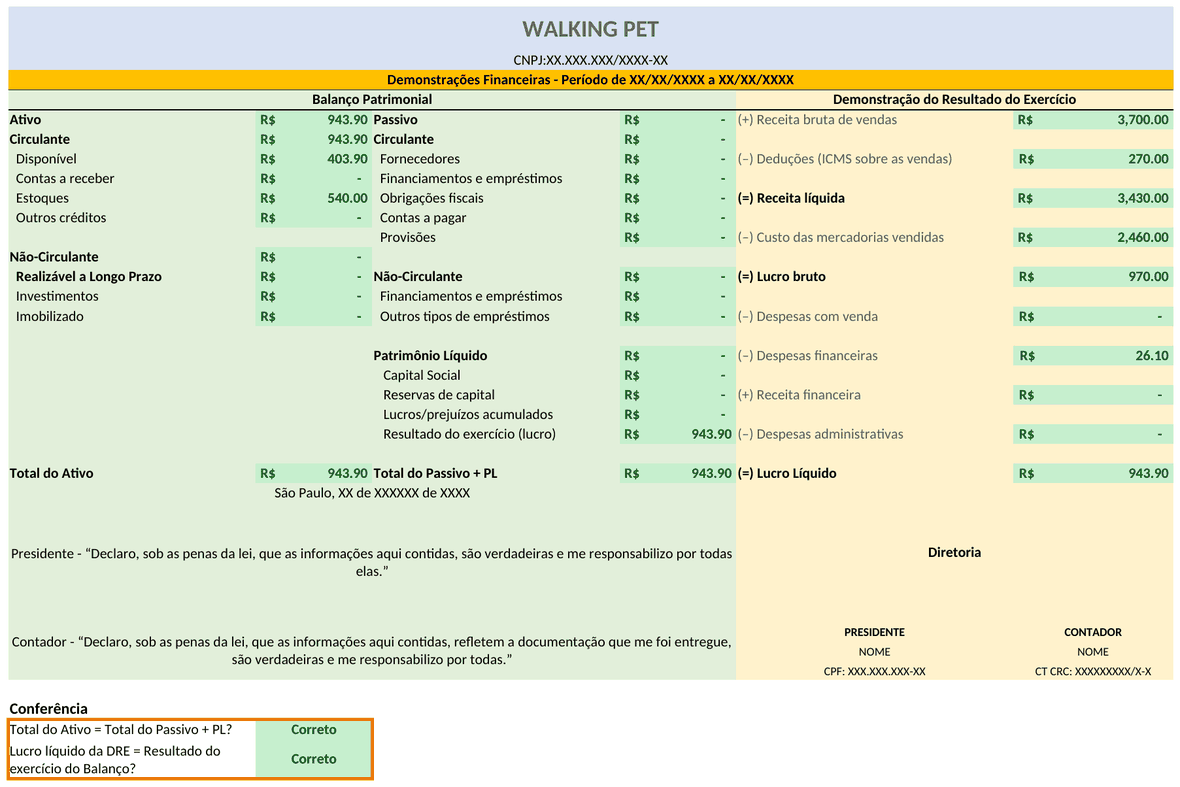 WALKING PET
CNPJ:XX.XXX.XXX/XXXX-XX
Demonstrações Financeiras - Período de XX/XX/XXXX a XX/XX/XXXX
Balanço Patrimonial Demonstração do Resultado do Exercício
Ativo R$ 943.90 Passivo R$ - (+) Receita bruta de vendas R$ 3,700.00
Circulante R$ 943.90 Circulante R$ -
Disponível R$ 403.90 Fornecedores R$ - (–) Deduções (ICMS sobre as vendas) R$ 270.00
Contas a receber R$ - Financiamentos e empréstimos R$ -
Estoques R$ 540.00 Obrigações fiscais R$ - (=) Receita líquida R$ 3,430.00
Outros créditos R$ - Contas a pagar R$ -
Provisões R$ - (–) Custo das mercadorias vendidas R$ 2,460.00
Não-Circulante R$ -
Realizável a Longo Prazo R$ - Não-Circulante R$ - (=) Lucro bruto R$ 970.00
Investimentos R$ - Financiamentos e empréstimos R$ -
Imobilizado R$ - Outros tipos de empréstimos R$ - (–) Despesas com venda R$ -
Patrimônio Líquido R$ - (–) Despesas financeiras R$ 26.10
Capital Social R$ -
Reservas de capital R$ - (+) Receita financeira R$ -
Lucros/prejuízos acumulados R$ -
Resultado do exercício (lucro) R$ 943.90 (–) Despesas administrativas R$ -
Total do Ativo R$ 943.90 Total do Passivo + PL R$ 943.90 (=) Lucro Líquido R$ 943.90
São Paulo, XX de XXXXXX de XXXX
Presidente - “Declaro, sob as penas da lei, que as informações aqui contidas, são verdadeiras e me responsabilizo por todas
elas.”
Diretoria
Contador - “Declaro, sob as penas da lei, que as informações aqui contidas, refletem a documentação que me foi entregue,
são verdadeiras e me responsabilizo por todas.”
PRESIDENTE CONTADOR
NOME NOME
CPF: XXX.XXX.XXX-XX CT CRC: XXXXXXXXX/X-X
Conferência
Total do Ativo = Total do Passivo + PL? Correto
Lucro líquido da DRE = Resultado do
exercício do Balanço? Correto